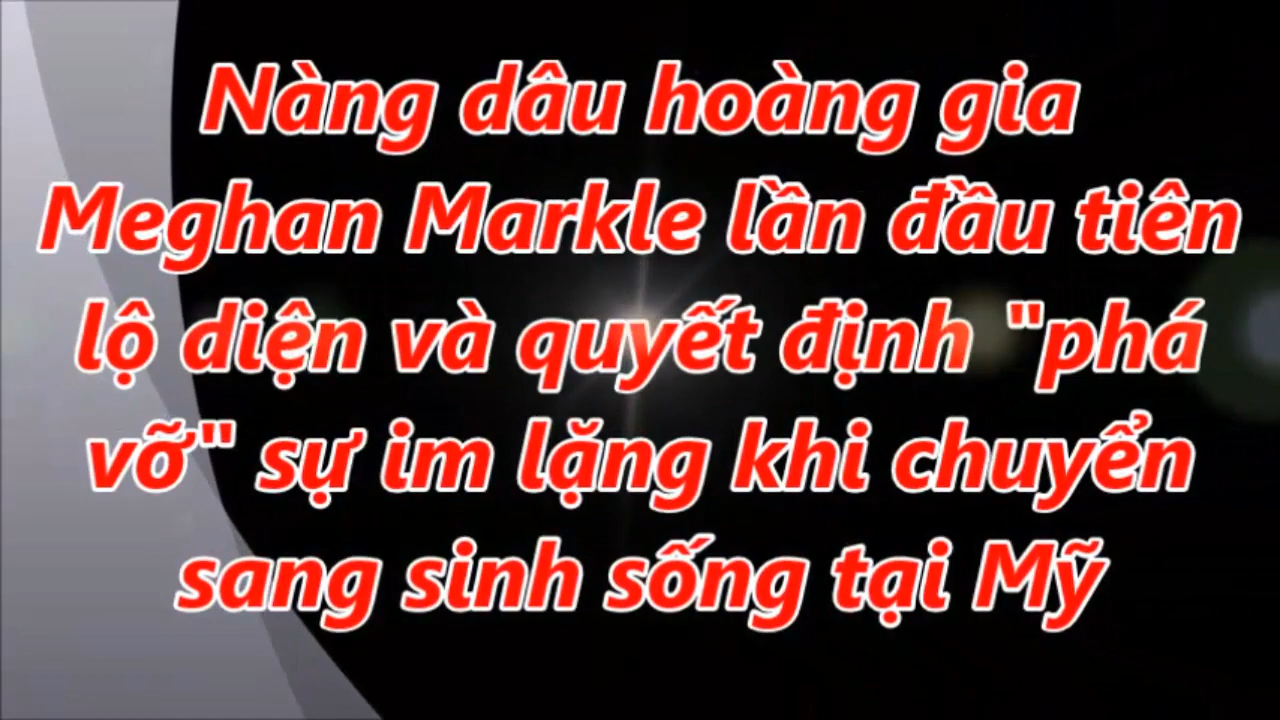 Nàng dâu hoàng gia
Meghan Markle lần đầu tiên
lộ diện và quyết định "phá
vỡ" sự im lặng khi chuyển
sang sinh sống tại Mỹ